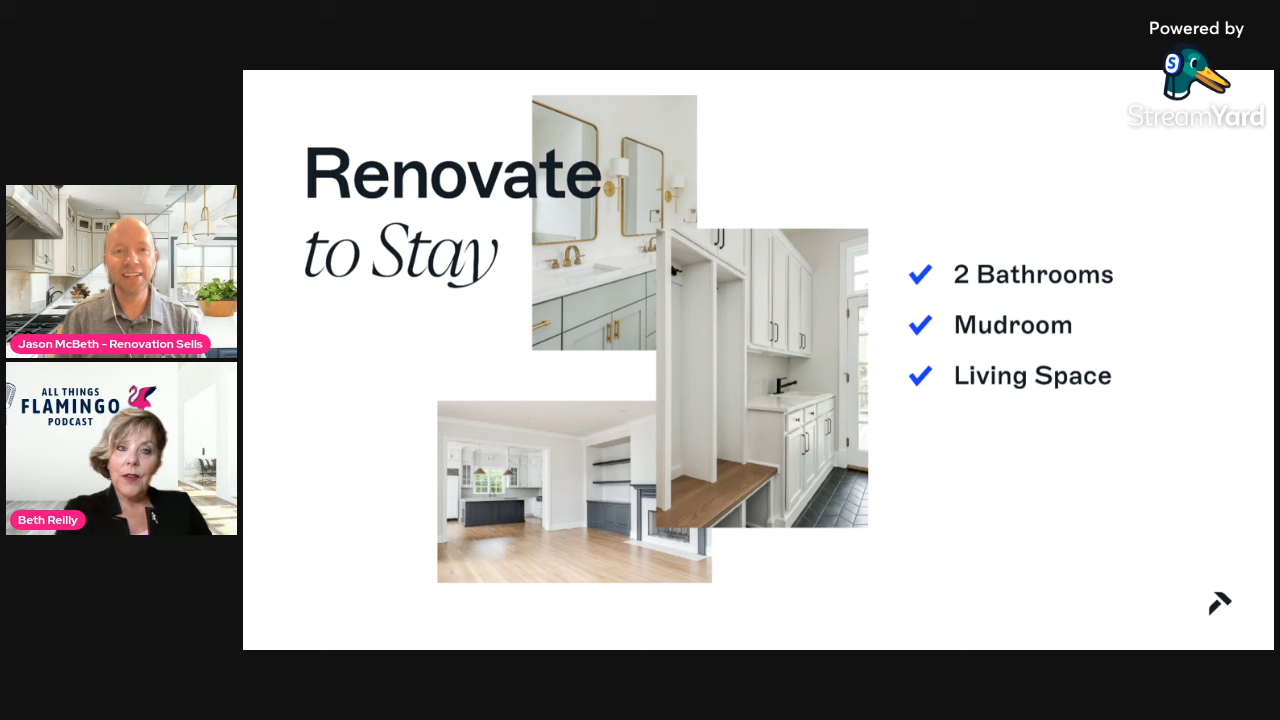 Powered by
StreamYard
Renovate
to Stay
2 Bathrooms
Mudroom
Living Space
Jason McBeth - Renovation Sells
ALL THINGS
FLAMINGO
PODCAST
Beth Reilly